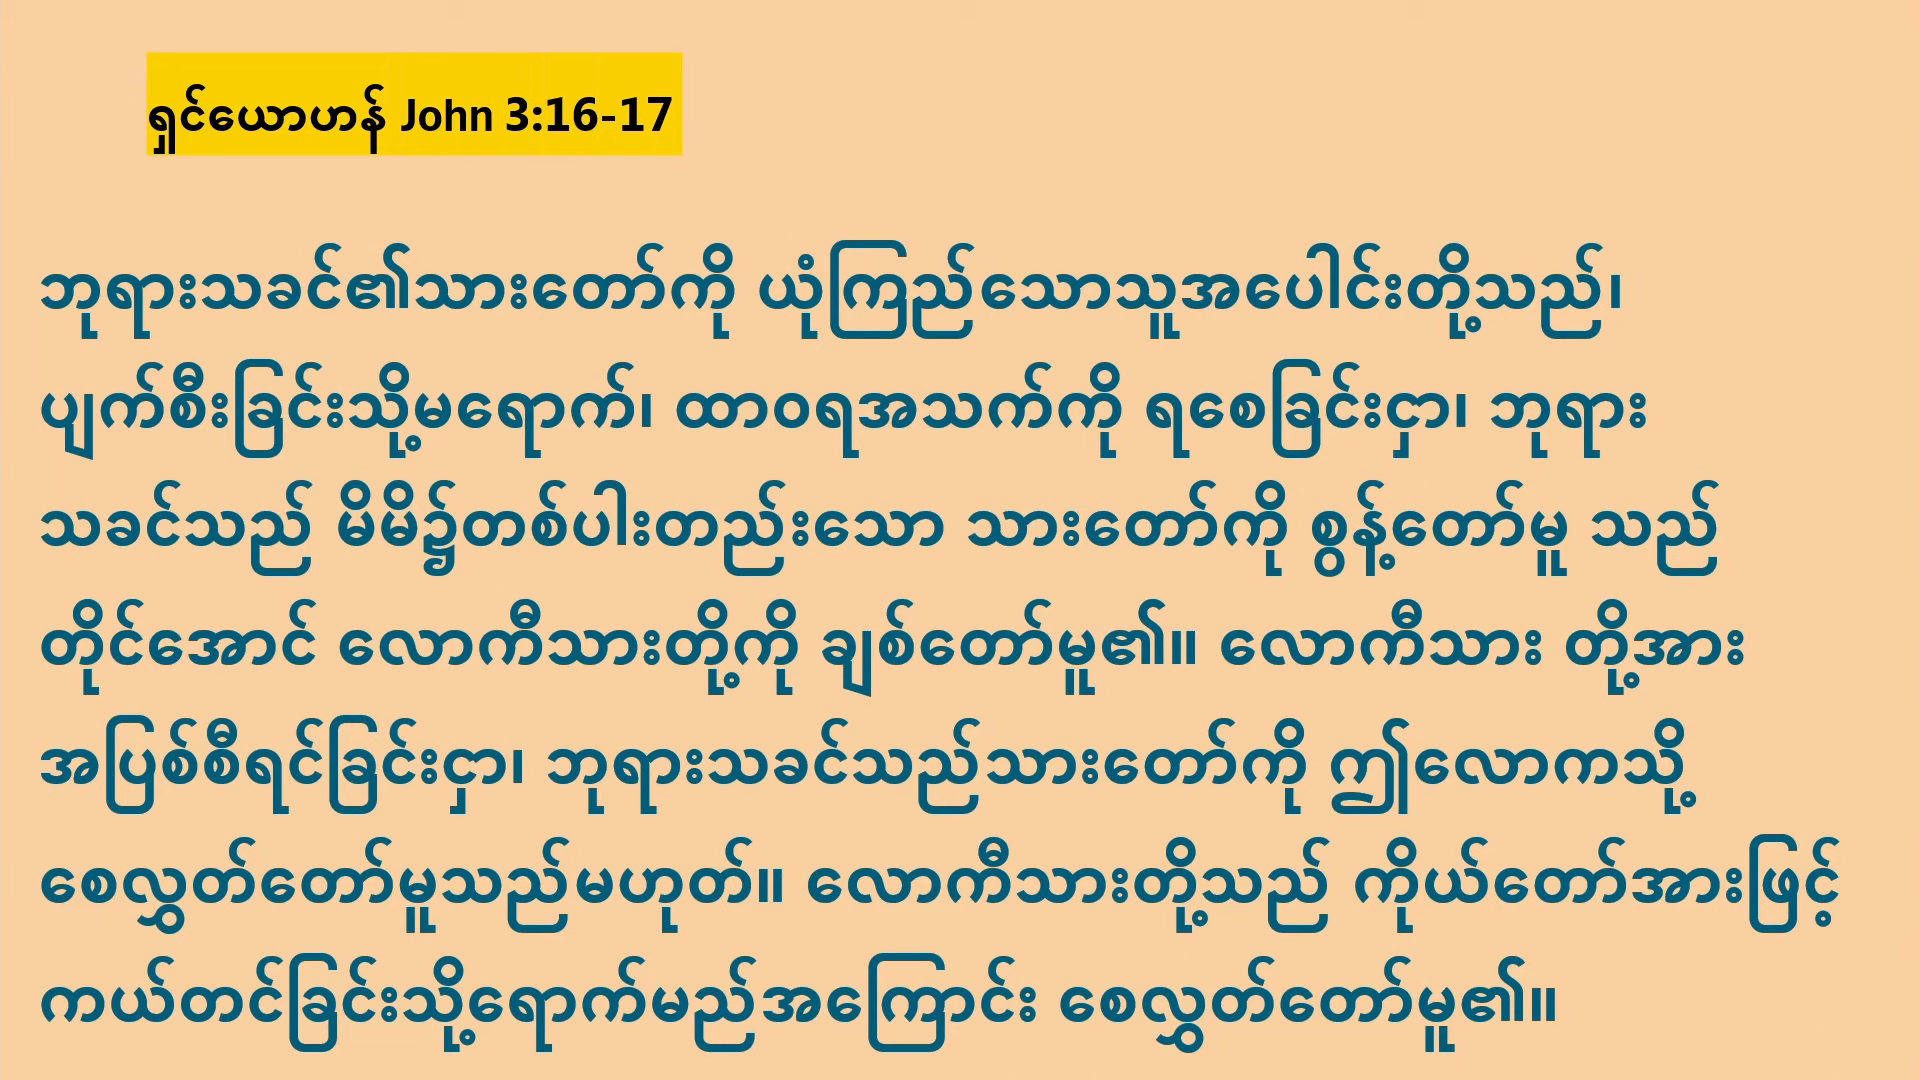 ရှင်ယောဟန် John 3:16-17
ဘုရားသခင်၏သားတော်ကို ယုံကြည်သောသူအပေါင်းတို့သည်၊
ပျက်စီးခြင်းသို့မရောက်၊ ထာဝရအသက်ကို ရစေခြင်းငှာ၊ ဘုရား
သခင်သည် မိမိ၌တစ်ပါးတည်းသော သားတော်ကို စွန့်တော်မူ သည်
တိုင်အောင် လောကီသားတို့ကို ချစ်တော်မူ၏။ လောကီသား တို့အား
အပြစ်စီရင်ခြင်းငှာ၊ ဘုရားသခင်သည်သားတော်ကို ဤလောကသို့
စေလွှတ်တော်မူသည်မဟုတ်။ လောကီသားတို့သည် ကိုယ်တော်အားဖြင့်
ကယ်တင်ခြင်းသို့ရောက်မည်အကြောင်း စေလွှတ်တော်မူ၏။